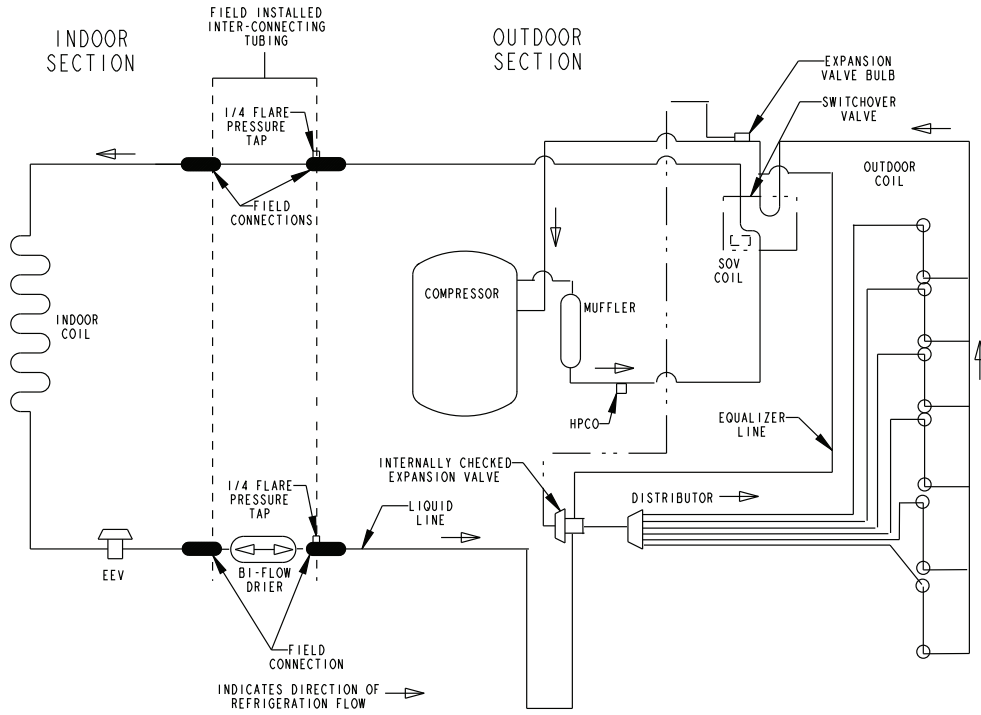 FIELD INSTALLED
INTER-CONNECTING
TUBING
INDOOR
SECTION
OUTDOOR
SECTION
EXPANSION
VALVE BULB
SWITCHOVER
VALVE
1/4 FLARE
PRESSURE
TAP
OUTDOOR
COIL
FIELD
CONNECTIONS
SOV
COIL
COMPRESSOR
MUFFLER
INDOOR
COIL
HPCO
EQUALIZER
LINE
INTERNALLY CHECKED
EXPANSION VALVE
1/4 FLARE
PRESSURE
TAP
LIQUID
LINE
DISTRIBUTOR
EEV
BI-FLOW
DRIER
FIELD
CONNECTION
INDICATES DIRECTION OF
REFRIGERATION FLOW